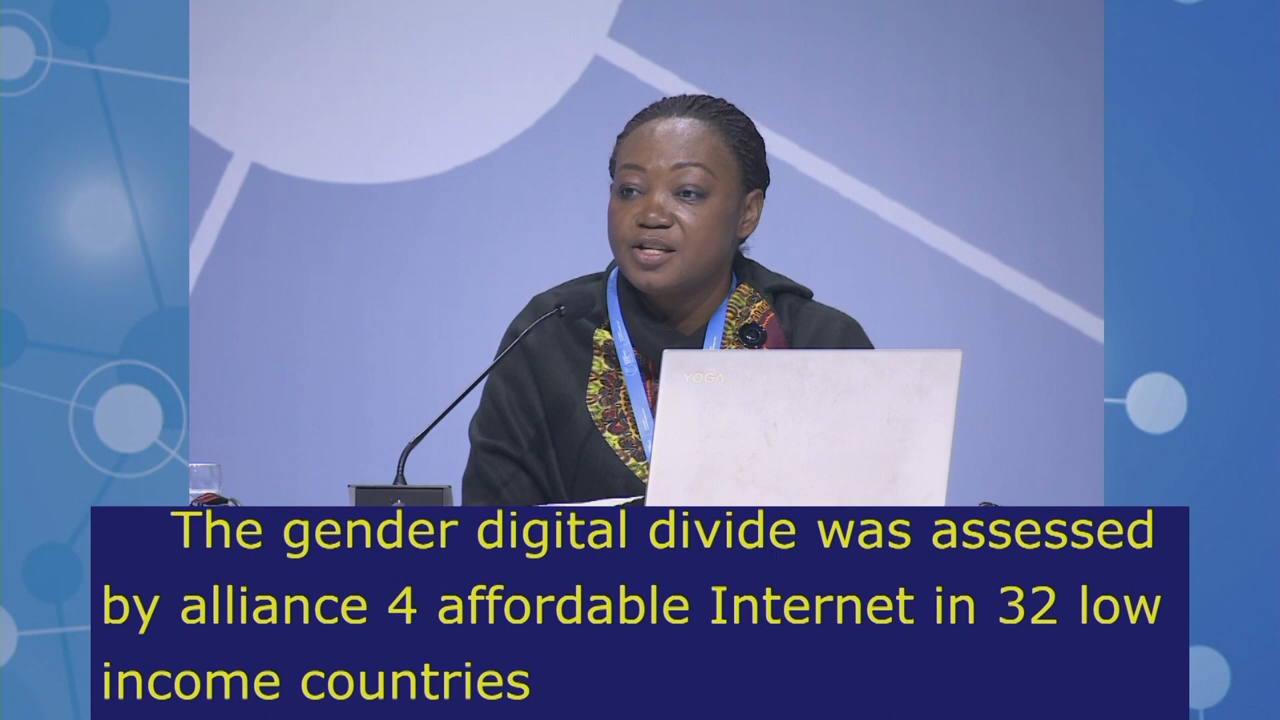 YOGA
The gender digital divide was assessed
by alliance 4 affordable Internet in 32 low
income countries